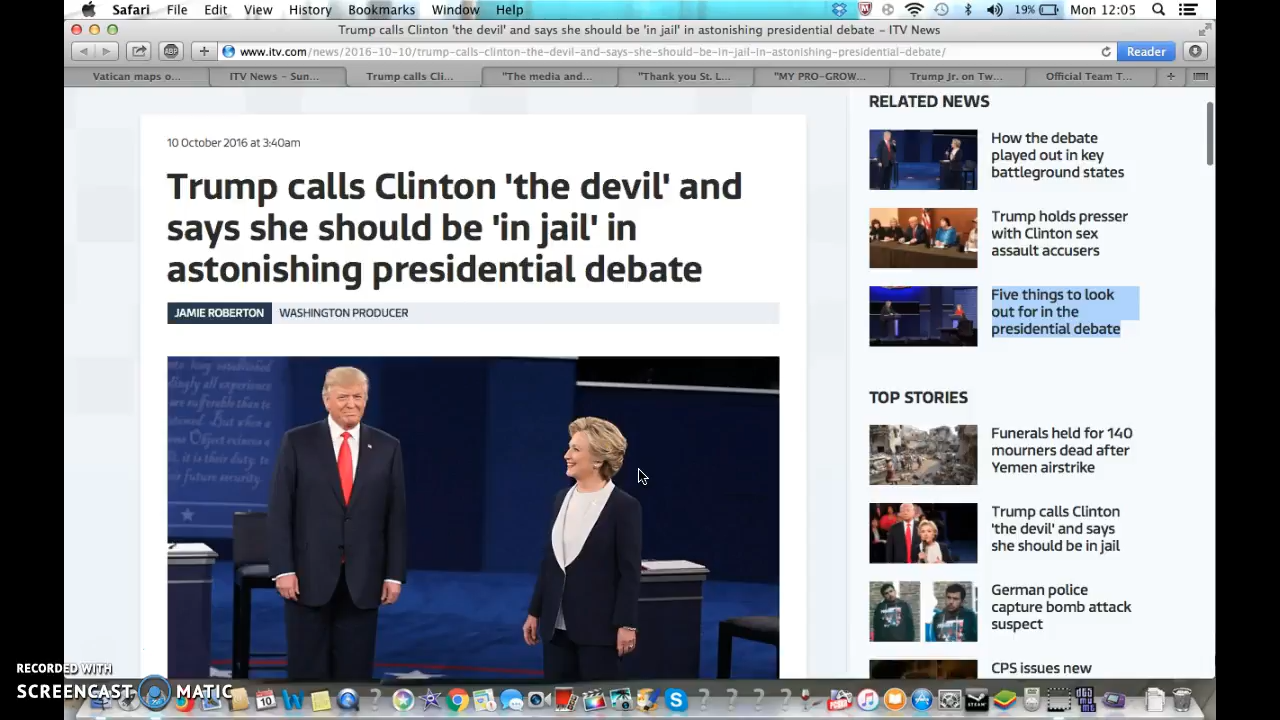 Safari File Edit View History Bookmarks Window Help 19% Mon 12:05
Trump calls Clinton 'the devil' and says she should be 'in jail' in astonishing presidential debate – ITV News
www.itv.com/news/2016-10-10/trump-calls-clinton-the-devil-and-says-she-should-be-in-jail-in-astonishing-presidential-debate/ Reader
Vatican maps o... ITV News – Sun... Trump calls Cli... "The media and... "Thank you St. L... "MY PRO-GROW... Trump Jr. on Tw... Official Team T...
10 October 2016 at 3:40am
Trump calls Clinton 'the devil' and
says she should be 'in jail' in
astonishing presidential debate
JAMIE ROBERTON WASHINGTON PRODUCER
RELATED NEWS
How the debate
played out in key
battleground states
Trump holds presser
with Clinton sex
assault accusers
Five things to look
out for in the
presidential debate
TOP STORIES
Funerals held for 140
mourners dead after
Yemen airstrike
Trump calls Clinton
'the devil' and says
she should be in jail
German police
capture bomb attack
suspect
CPS issues new
RECORDED WITH
SCREENCAST MATIC